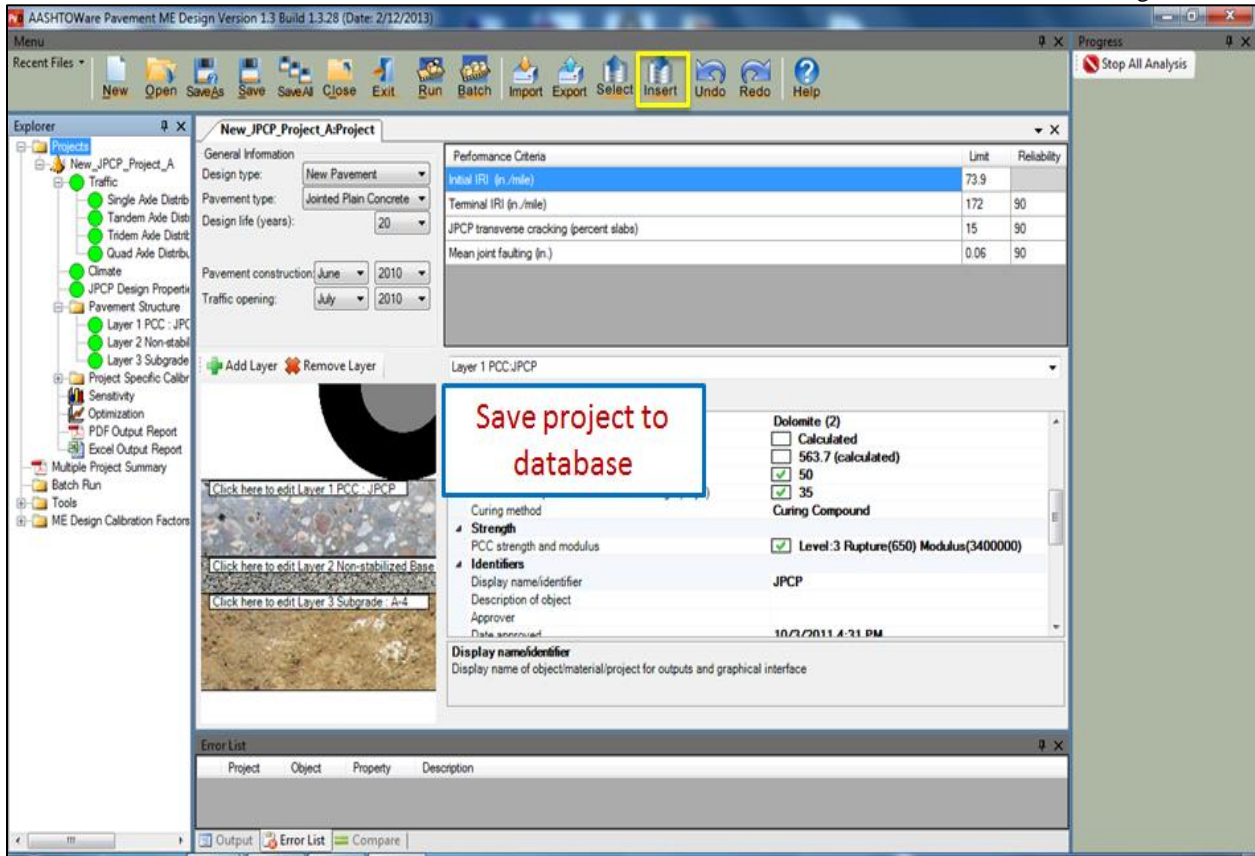 AASHTOWare Pavement ME Design Version 1.3 Build 1.3.28 (Date: 2/12/2013)
Menu
Recent Files
New Open SaveAs Save SaveAll Close Exit Run Batch Import Export Select Insert Undo Redo Help
Progress
Stop All Analysis
Explorer
Projects
New_JPCP_Project_A
Traffic
Single Axle Distrib
Tandem Axle Distr
Tridem Axle Distrib
Quad Axle Distribu
Climate
JPCP Design Propertie
Pavement Structure
Layer 1 PCC : JPC
Layer 2 Non-stabil
Layer 3 Subgrade
Project Specific Calibr
Sensitivity
Optimization
PDF Output Report
Excel Output Report
Multiple Project Summary
Batch Run
Tools
ME Design Calibration Factors
New_JPCP_Project_A:Project
General Information
Design type: New Pavement
Pavement type: Jointed Plain Concrete
Design life (years): 20
Pavement construction: June 2010
Traffic opening: July 2010
Performance Criteria Limit Reliability
Initial IRI (in./mile) 73.9
Terminal IRI (in./mile) 172 90
JPCP transverse cracking (percent slabs) 15 90
Mean joint faulting (in.) 0.06 90
Add Layer Remove Layer
Click here to edit Layer 1 PCC : JPCP
Click here to edit Layer 2 Non-stabilized Base
Click here to edit Layer 3 Subgrade : A-4
Layer 1 PCC:JPCP
Save project to
database
Dolomite (2)
Calculated
563.7 (calculated)
50
35
Curing method Curing Compound
Strength
PCC strength and modulus Level:3 Rupture(650) Modulus(3400000)
Identifiers
Display name/identifier JPCP
Description of object
Approver
Date approved 10/3/2011 4:31 PM
Display name/identifier
Display name of object/material/project for outputs and graphical interface
Error List
Project Object Property Description
Output Error List Compare